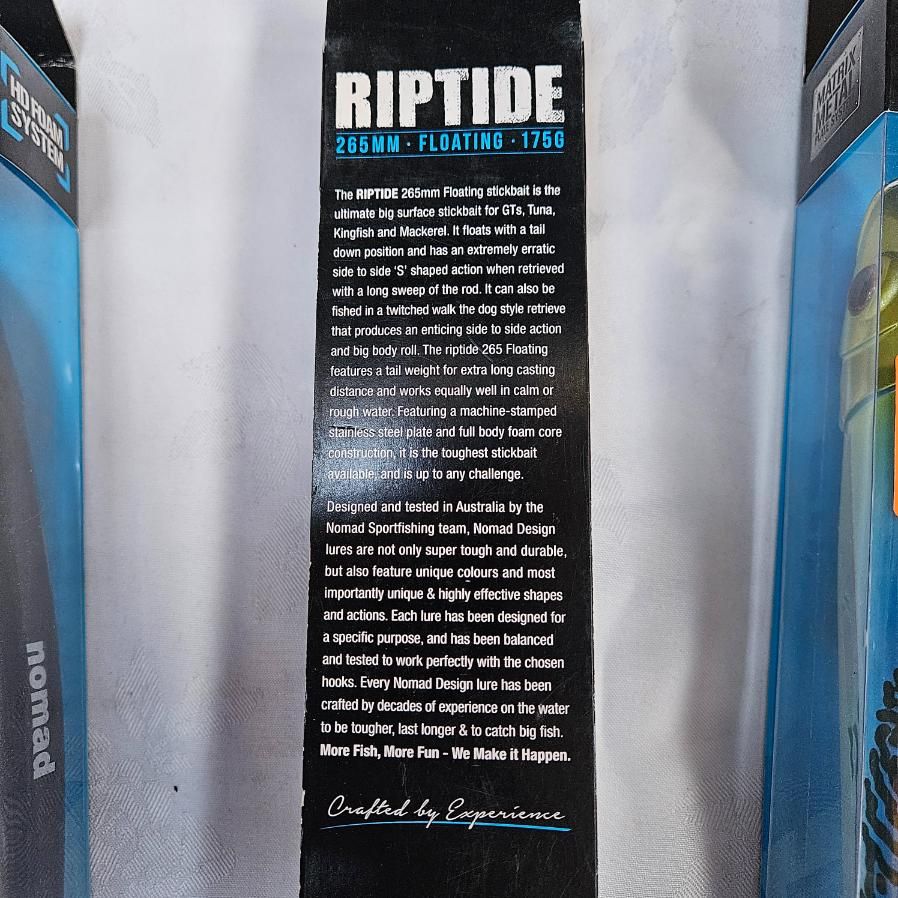 HD FOAM
SYSTEM
nomad
RIPTIDE
265MM · FLOATING · 175G
The RIPTIDE 265mm Floating stickbait is the
ultimate big surface stickbait for GTs, Tuna,
Kingfish and Mackerel. It floats with a tail
down position and has an extremely erratic
side to side ‘S’ shaped action when retrieved
with a long sweep of the rod. It can also be
fished in a twitched walk the dog style retrieve
that produces an enticing side to side action
and big body roll. The riptide 265 Floating
features a tail weight for extra long casting
distance and works equally well in calm or
rough water. Featuring a machine-stamped
stainless steel plate and full body foam core
construction, it is the toughest stickbait
available, and is up to any challenge.
Designed and tested in Australia by the
Nomad Sportfishing team, Nomad Design
lures are not only super tough and durable,
but also feature unique colours and most
importantly unique & highly effective shapes
and actions. Each lure has been designed for
a specific purpose, and has been balanced
and tested to work perfectly with the chosen
hooks. Every Nomad Design lure has been
crafted by decades of experience on the water
to be tougher, last longer & to catch big fish.
More Fish, More Fun - We Make it Happen.
Crafted by Experience
MATRIX
METAL